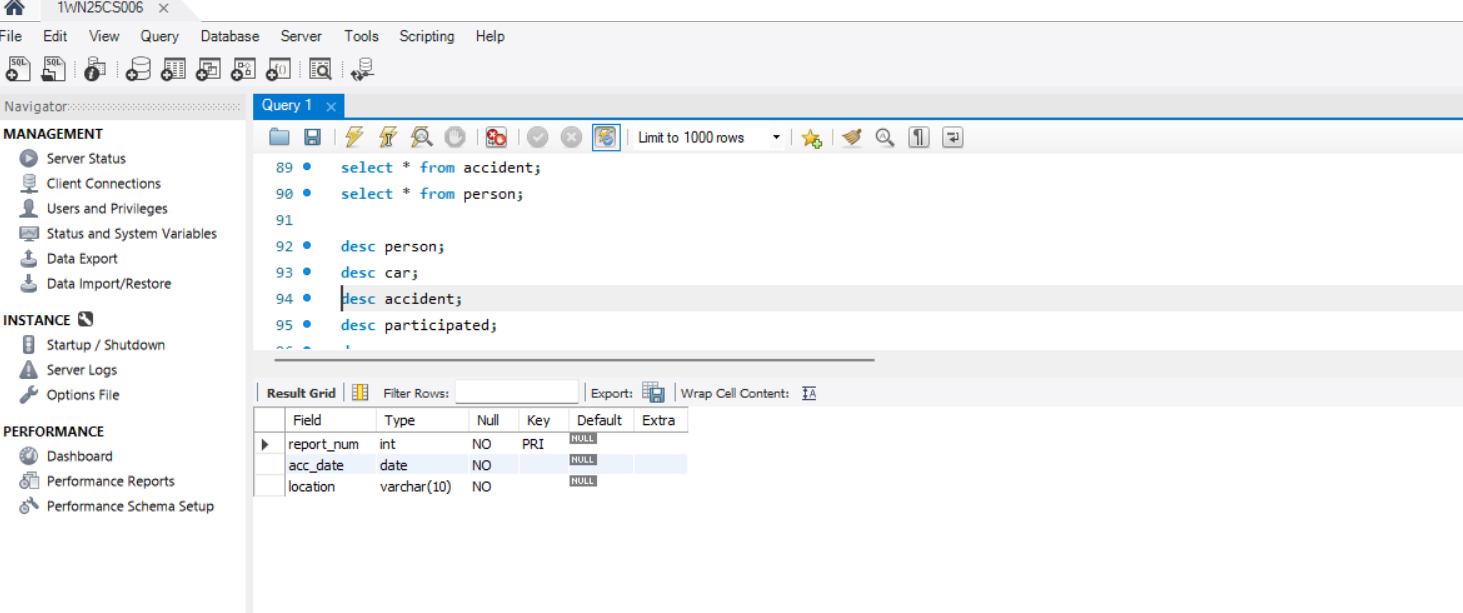 1WN25CS006 ×
File Edit View Query Database Server Tools Scripting Help
SQL SQL
Navigator
Query 1 ×
MANAGEMENT
Server Status
Client Connections
Users and Privileges
Status and System Variables
Data Export
Data Import/Restore
INSTANCE
Startup / Shutdown
Server Logs
Options File
PERFORMANCE
Dashboard
Performance Reports
Performance Schema Setup
Limit to 1000 rows
89 select * from accident;
90 select * from person;
91
92 desc person;
93 desc car;
94 desc accident;
95 desc participated;
Result Grid Filter Rows: Export: Wrap Cell Content:
Field Type Null Key Default Extra
report_num int NO PRI NULL
acc_date date NO NULL
location varchar(10) NO NULL